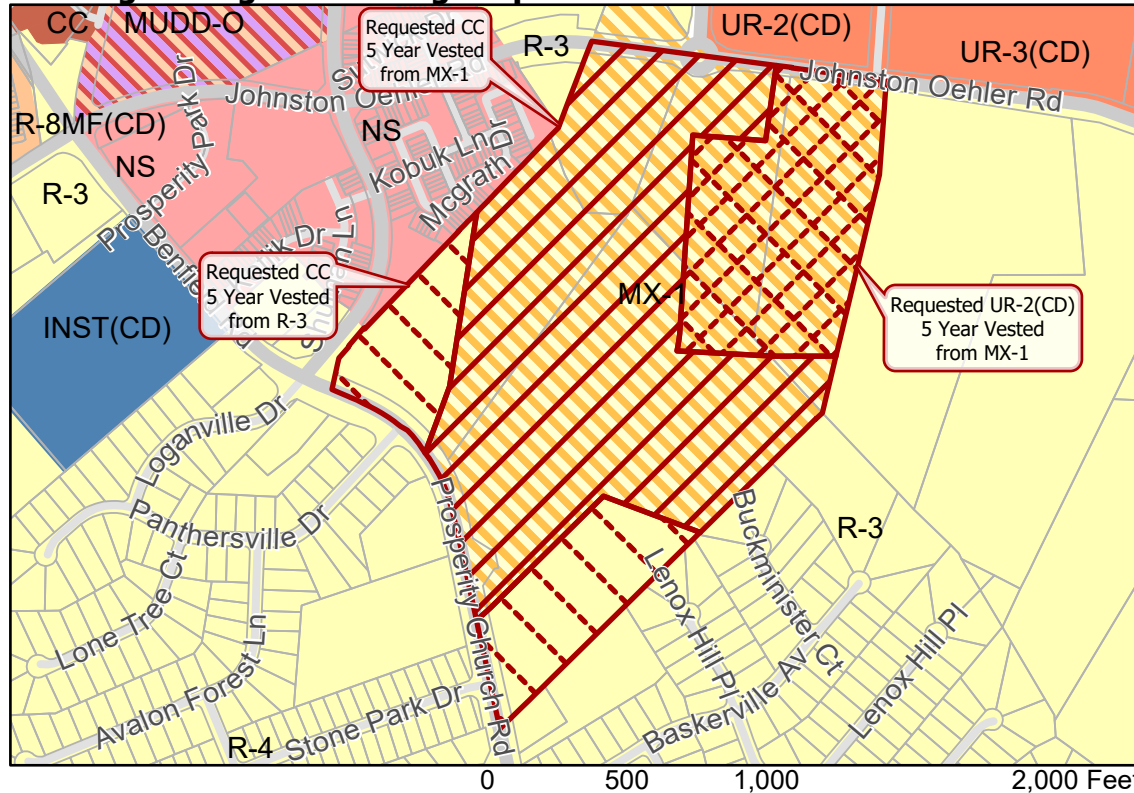 CC
MUDD-O
Requested CC
5 Year Vested
from MX-1
R-3
UR-2(CD)
UR-3(CD)
Johnston Oehler Rd
Johnston Oehler Rd
Prosperity Park Dr
R-8MF(CD)
NS
NS
Kobuk Ln
Mcgrath Dr
R-3
Requested CC
5 Year Vested
from R-3
MX-1
Requested UR-2(CD)
5 Year Vested
from MX-1
INST(CD)
Loganville Dr
Panthersville Dr
Prosperity Church Rd
Buckminister Ct
R-3
Lone Tree Ct
Lenox Hill Pl
Lenox Hill Pl
Avalon Forest Ln
Baskerville Av
Stone Park Dr
R-4
0 500 1,000 2,000 Feet